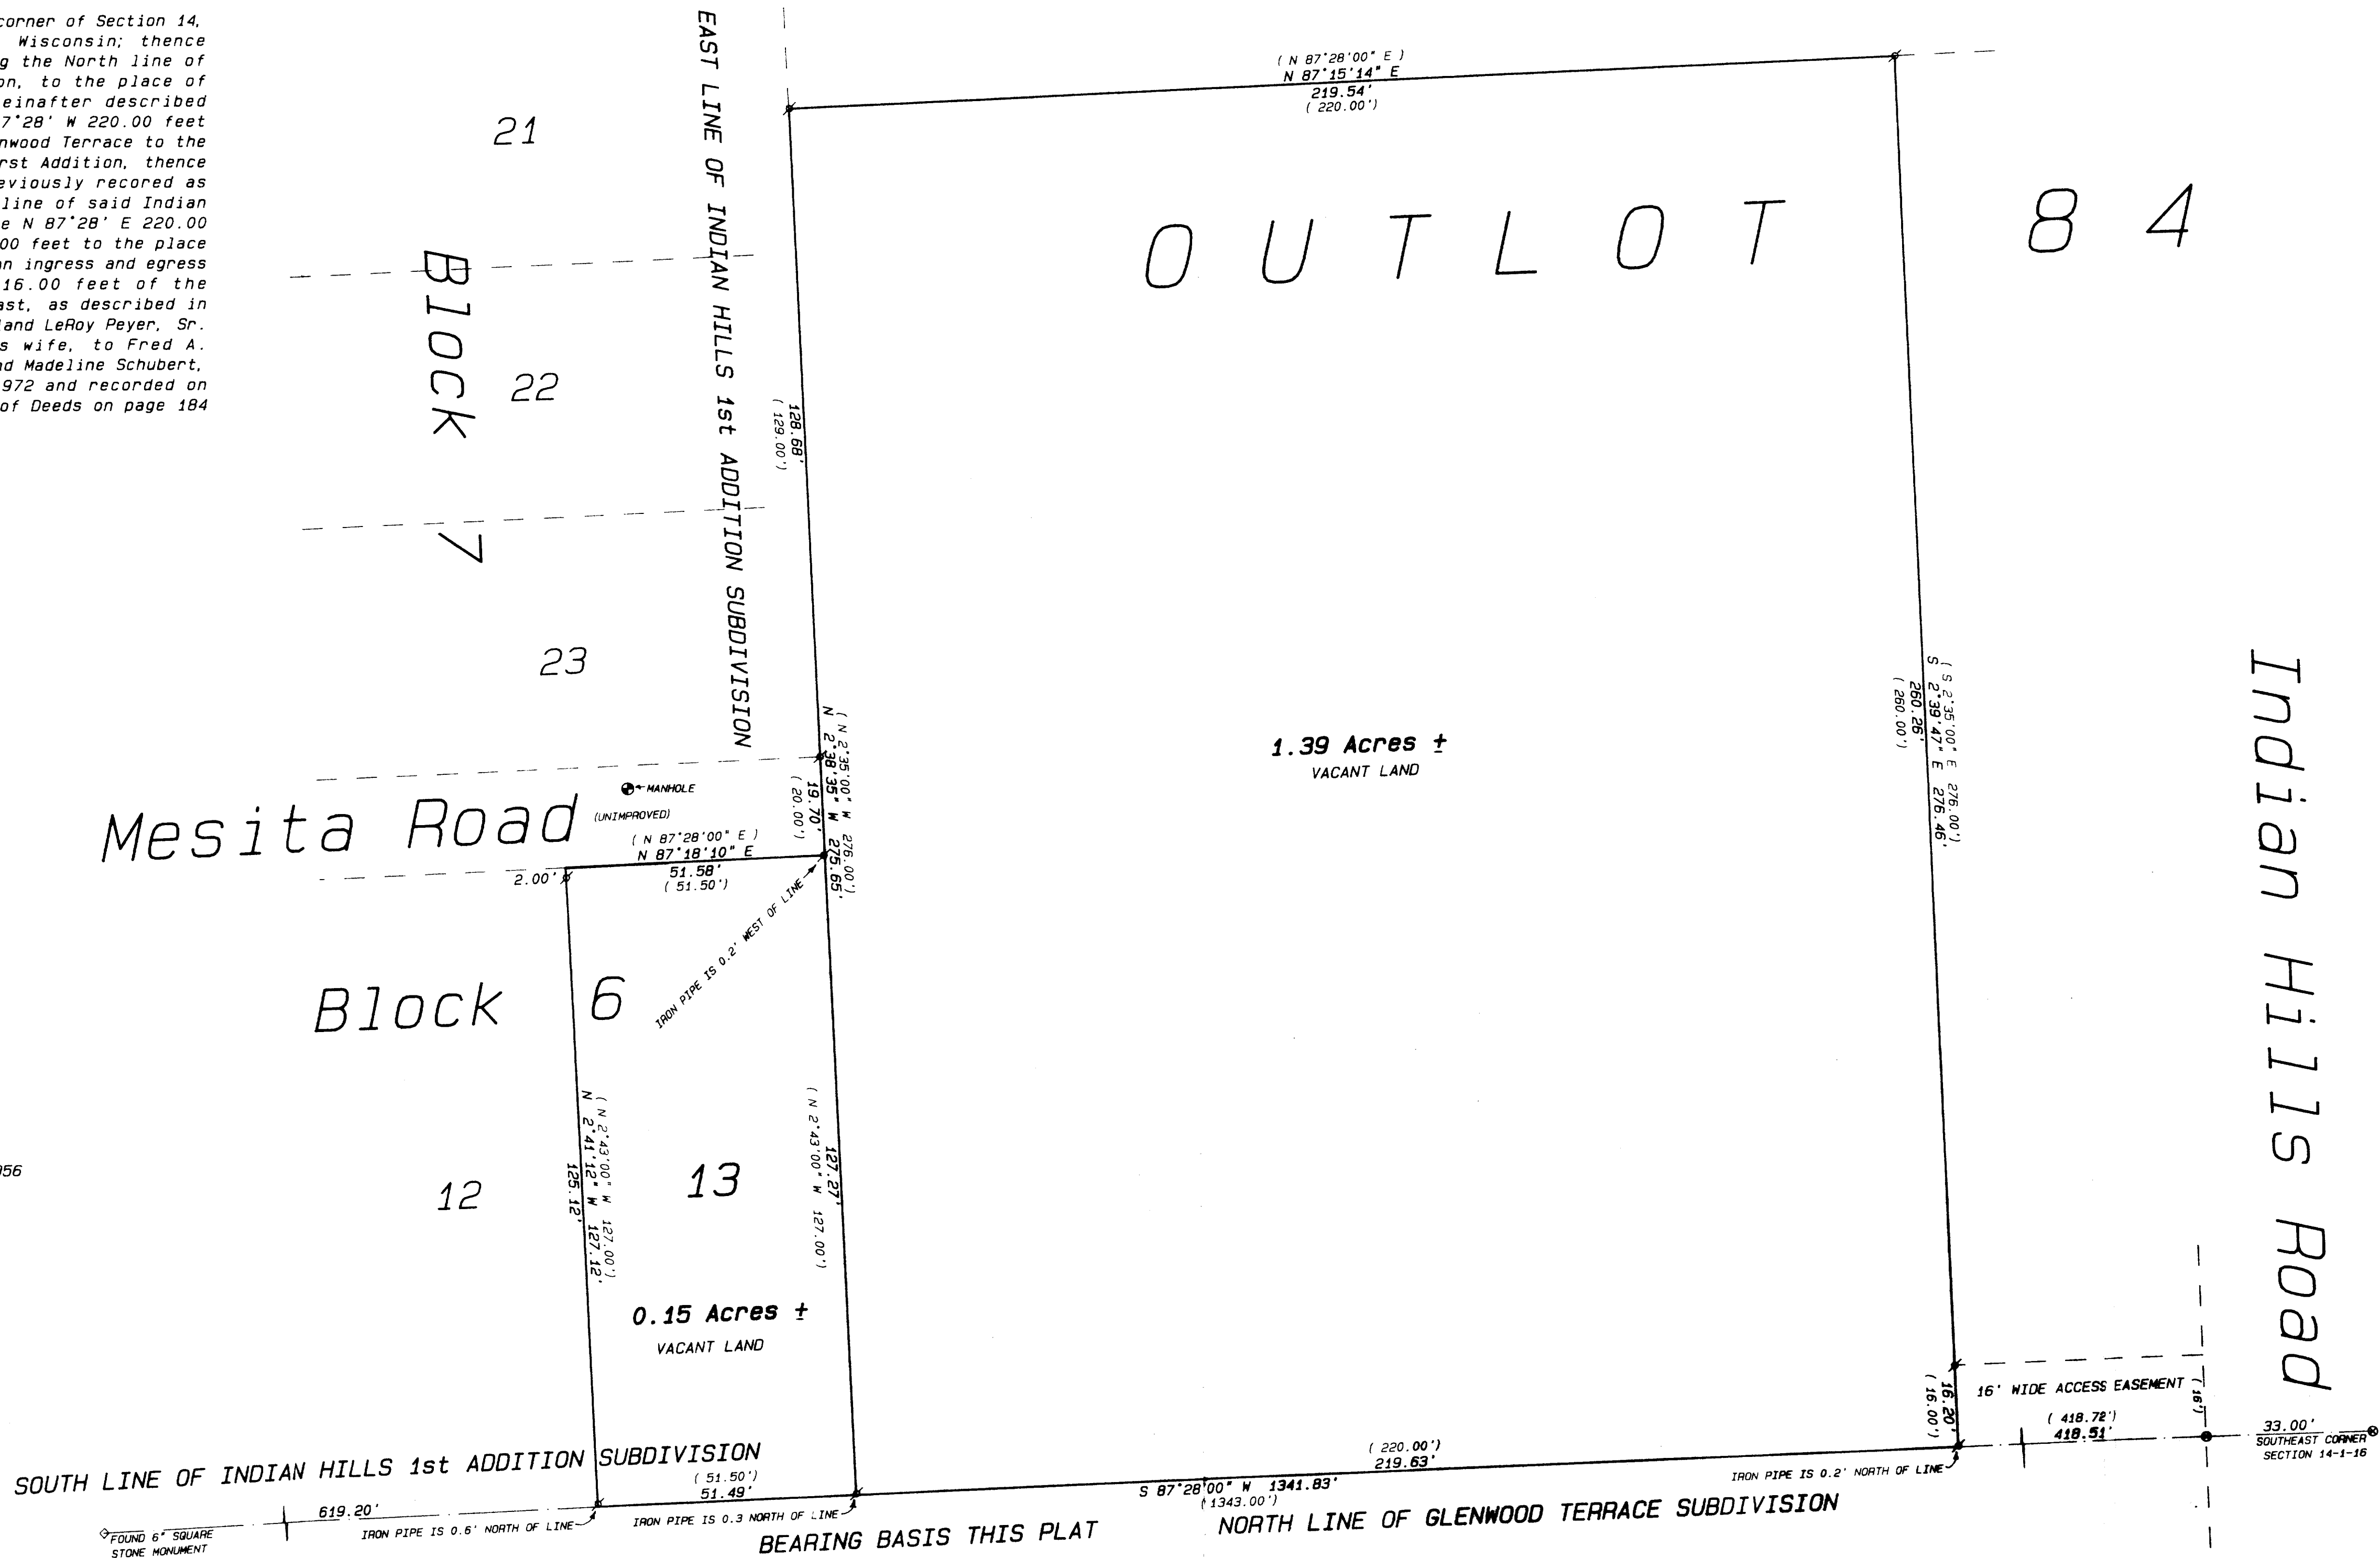 corner of Section 14,
Wisconsin; thence
g the North line of
on, to the place of
einafter described
7°28' W 220.00 feet
nwood Terrace to the
rst Addition, thence
eviously recored as
line of said Indian
e N 87°28' E 220.00
00 feet to the place
n ingress and egress
16.00 feet of the
ast, as described in
land LeRoy Peyer, Sr.
s wife, to Fred A.
nd Madeline Schubert,
972 and recorded on
of Deeds on page 184
EAST LINE OF INDIAN HILLS 1st ADDITION SUBDIVISION
( N 87°28'00" E )
N 87°15'14" E
219.54'
( 220.00')
21
Block 7
22
23
OUTLOT 84
128.68'
( 129.00')
( N 2°35'00" W 276.00')
N 2°38'35" W 275.65'
19.70'
( 20.00')
( S 2°35'00" E 276.00')
S 2°39'47" E 276.46'
260.26'
( 260.00')
1.39 Acres ±
VACANT LAND
Indian Hills Road
MANHOLE
Mesita Road
(UNIMPROVED)
( N 87°28'00" E )
N 87°18'10" E
51.58'
( 51.50')
2.00'
IRON PIPE IS 0.2' WEST OF LINE
Block 6
( N 2°43'00" W 127.00')
N 2°41'12" W 127.12'
125.12'
127.27'
( N 2°43'00" W 127.00')
956
12
13
0.15 Acres ±
VACANT LAND
16.20'
( 16.00')
16' WIDE ACCESS EASEMENT
( 16')
( 418.72')
418.51'
33.00'
SOUTHEAST CORNER
SECTION 14-1-16
SOUTH LINE OF INDIAN HILLS 1st ADDITION SUBDIVISION
( 51.50')
51.49'
( 220.00')
219.63'
S 87°28'00" W 1341.83'
( 1343.00')
IRON PIPE IS 0.2' NORTH OF LINE
619.20'
FOUND 6" SQUARE
STONE MONUMENT
IRON PIPE IS 0.6' NORTH OF LINE
IRON PIPE IS 0.3 NORTH OF LINE
BEARING BASIS THIS PLAT
NORTH LINE OF GLENWOOD TERRACE SUBDIVISION